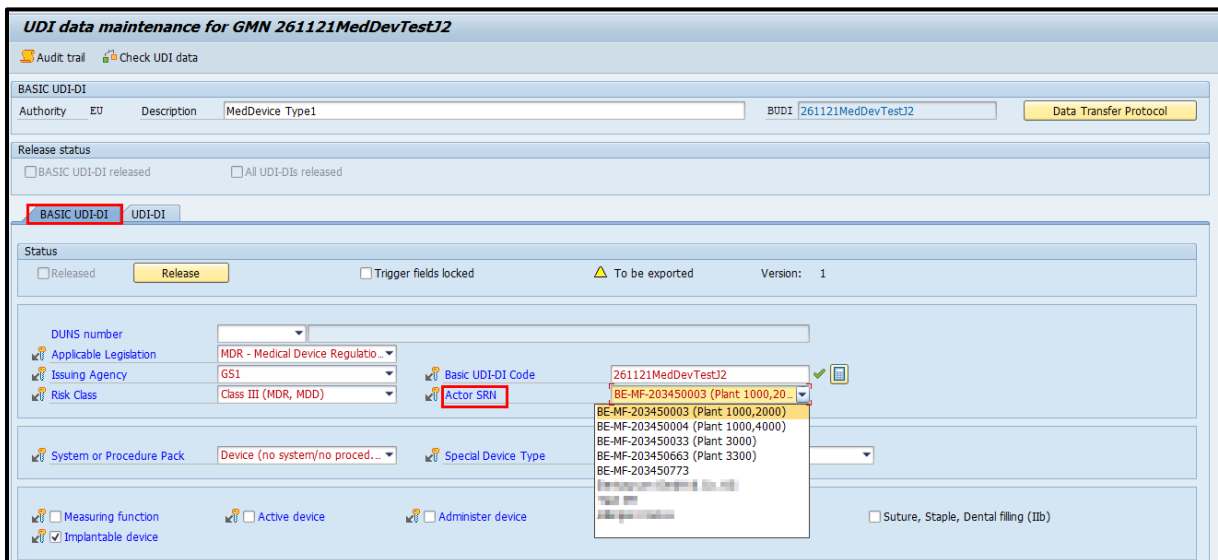 UDI data maintenance for GMN 261121MedDevTestJ2
Audit trail Check UDI data
BASIC UDI-DI
Authority EU Description MedDevice Type1 BUDI 261121MedDevTestJ2 Data Transfer Protocol
Release status
BASIC UDI-DI released All UDI-DIs released
BASIC UDI-DI UDI-DI
Status
Released Release Trigger fields locked To be exported Version: 1
DUNS number
Applicable Legislation MDR - Medical Device Regulatio...
Issuing Agency GS1 Basic UDI-DI Code 261121MedDevTestJ2
Risk Class Class III (MDR, MDD) Actor SRN BE-MF-203450003 (Plant 1000,20...
BE-MF-203450003 (Plant 1000,2000)
BE-MF-203450004 (Plant 1000,4000)
BE-MF-203450033 (Plant 3000)
System or Procedure Pack Device (no system/no proced... Special Device Type BE-MF-203450663 (Plant 3300)
BE-MF-203450773
Measuring function Active device Administer device Suture, Staple, Dental filling (IIb)
Implantable device